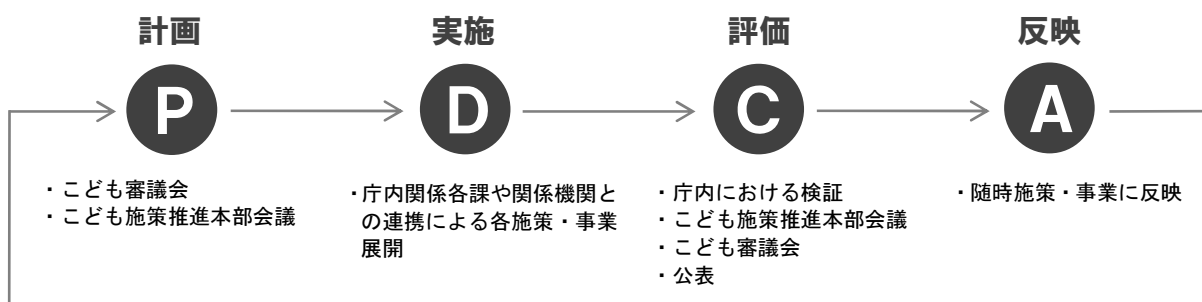 計画
実施
評価
反映
P
D
C
A
・こども審議会
・こども施策推進本部会議
・庁内関係各課や関係機関と
の連携による各施策・事業
展開
・庁内における検証
・こども施策推進本部会議
・こども審議会
・公表
・随時施策・事業に反映